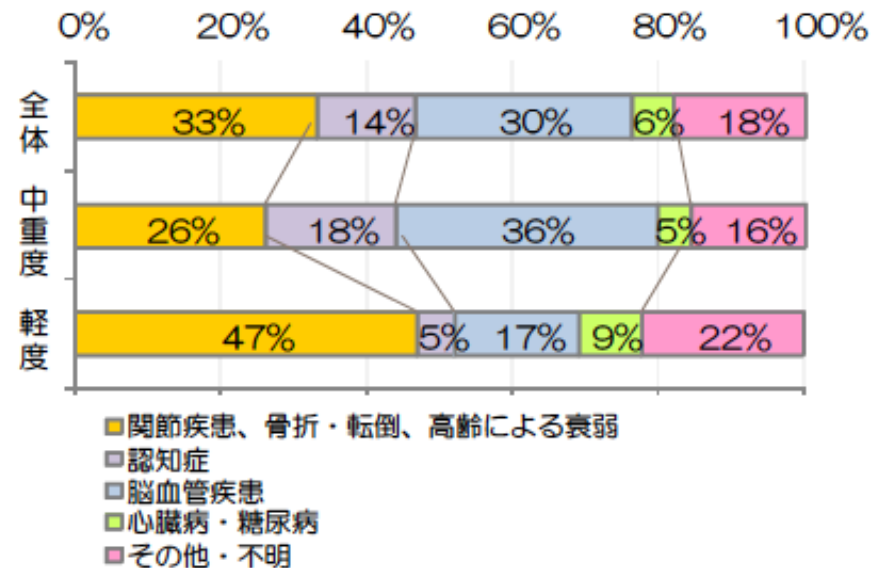 0% 20% 40% 60% 80% 100%
全体 33% 14% 30% 6% 18%
中重度 26% 18% 36% 5% 16%
軽度 47% 5% 17% 9% 22%
関節疾患、骨折・転倒、高齢による衰弱
認知症
脳血管疾患
心臓病・糖尿病
その他・不明